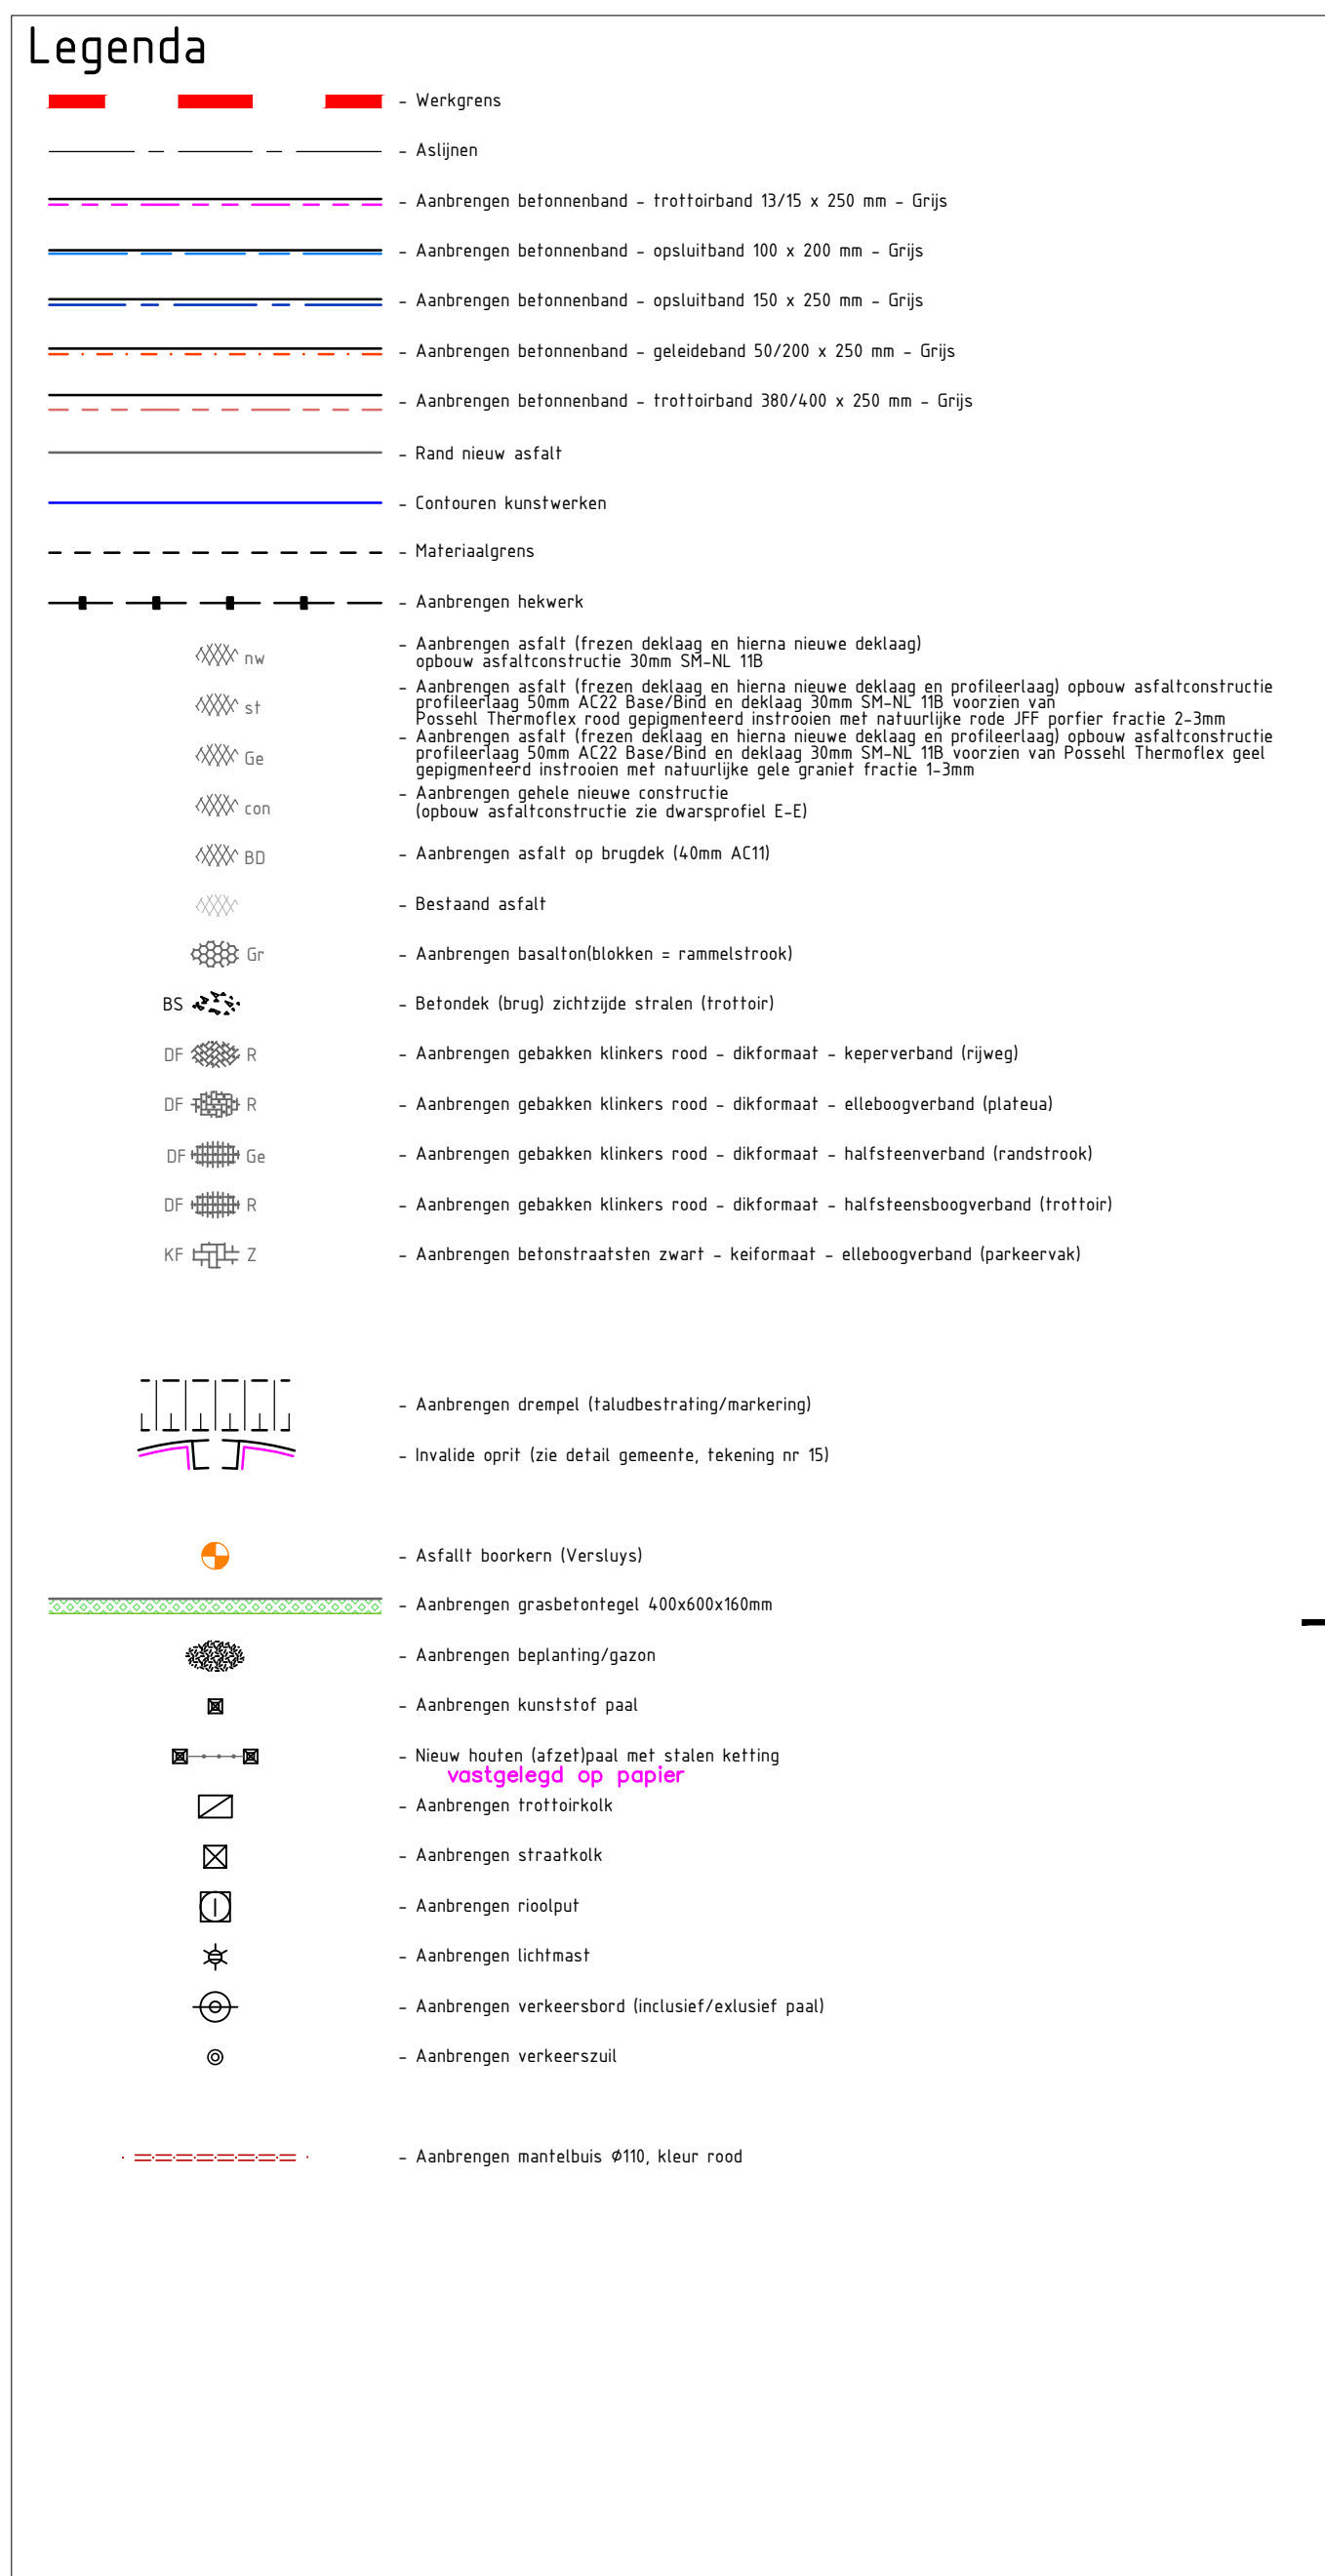 Legenda
- Werkgrens
- Aslijnen
- Aanbrengen betonnenband - trottoirband 13/15 x 250 mm - Grijs
- Aanbrengen betonnenband - opsluitband 100 x 200 mm - Grijs
- Aanbrengen betonnenband - opsluitband 150 x 250 mm - Grijs
- Aanbrengen betonnenband - geleideband 50/200 x 250 mm - Grijs
- Aanbrengen betonnenband - trottoirband 380/400 x 250 mm - Grijs
- Rand nieuw asfalt
- Contouren kunstwerken
- Materiaalgrens
- Aanbrengen hekwerk
nw - Aanbrengen asfalt (frezen deklaag en hierna nieuwe deklaag)
opbouw asfaltconstructie 30mm SM-NL 11B
st - Aanbrengen asfalt (frezen deklaag en hierna nieuwe deklaag en profileerlaag) opbouw asfaltconstructie
profileerlaag 50mm AC22 Base/Bind en deklaag 30mm SM-NL 11B voorzien van
Possehl Thermoflex rood gepigmenteerd instrooien met natuurlijke rode JFF porfier fractie 2-3mm
Ge - Aanbrengen asfalt (frezen deklaag en hierna nieuwe deklaag en profileerlaag) opbouw asfaltconstructie
profileerlaag 50mm AC22 Base/Bind en deklaag 30mm SM-NL 11B voorzien van Possehl Thermoflex geel
gepigmenteerd instrooien met natuurlijke gele graniet fractie 1-3mm
con - Aanbrengen gehele nieuwe constructie
(opbouw asfaltconstructie zie dwarsprofiel E-E)
BD - Aanbrengen asfalt op brugdek (40mm AC11)
- Bestaand asfalt
Gr - Aanbrengen basalton(blokken = rammelstrook)
BS - Betondek (brug) zichtzijde stralen (trottoir)
DF R - Aanbrengen gebakken klinkers rood - dikformaat - keperverband (rijweg)
DF R - Aanbrengen gebakken klinkers rood - dikformaat - elleboogverband (plateua)
DF Ge - Aanbrengen gebakken klinkers rood - dikformaat - halfsteenverband (randstrook)
DF R - Aanbrengen gebakken klinkers rood - dikformaat - halfsteensboogverband (trottoir)
KF Z - Aanbrengen betonstraatsten zwart - keiformaat - elleboogverband (parkeervak)
- Aanbrengen drempel (taludbestrating/markering)
- Invalide oprit (zie detail gemeente, tekening nr 15)
- Asfallt boorkern (Versluys)
- Aanbrengen grasbetontegel 400x600x160mm
- Aanbrengen beplanting/gazon
- Aanbrengen kunststof paal
- Nieuw houten (afzet)paal met stalen ketting
vastgelegd op papier
- Aanbrengen trottoirkolk
- Aanbrengen straatkolk
- Aanbrengen rioolput
- Aanbrengen lichtmast
- Aanbrengen verkeersbord (inclusief/exlusief paal)
- Aanbrengen verkeerszuil
- Aanbrengen mantelbuis Ø110, kleur rood